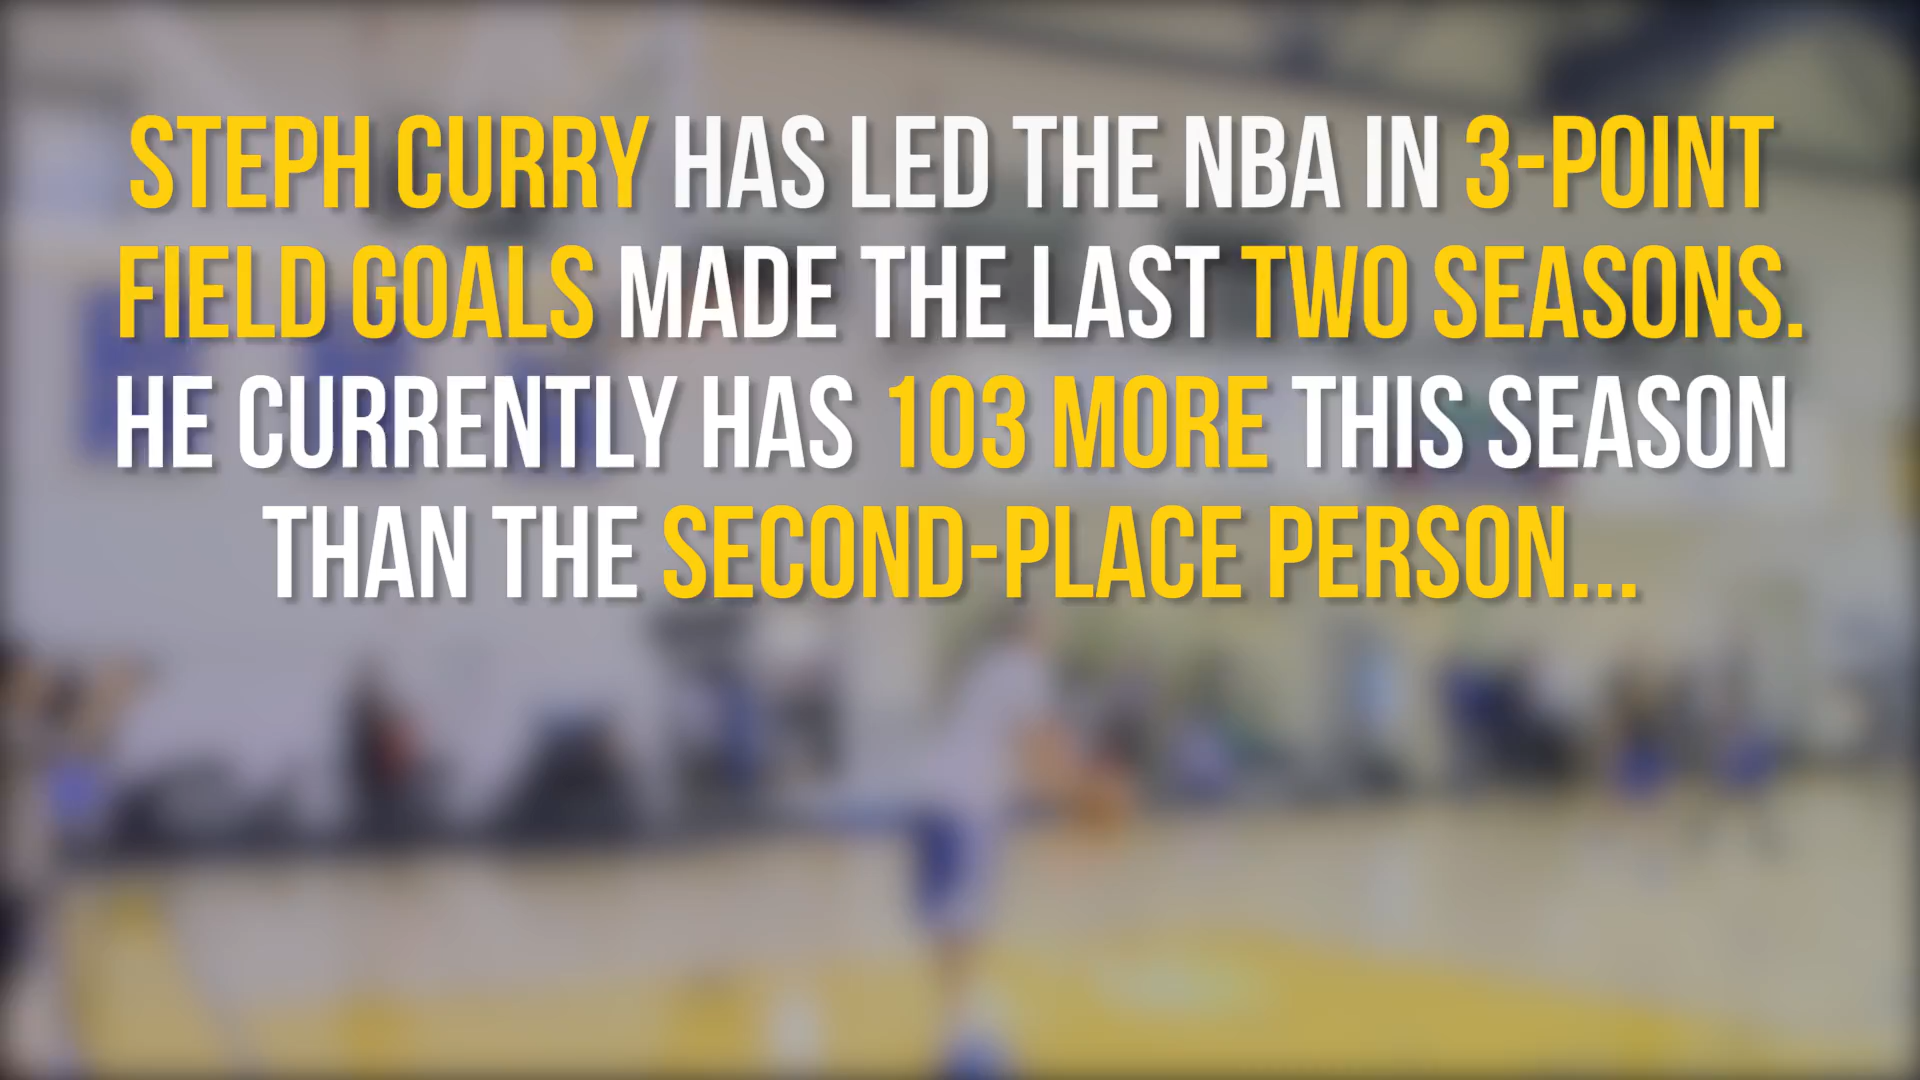 STEPH CURRY HAS LED THE NBA IN 3-POINT
FIELD GOALS MADE THE LAST TWO SEASONS.
HE CURRENTLY HAS 103 MORE THIS SEASON
THAN THE SECOND-PLACE PERSON...